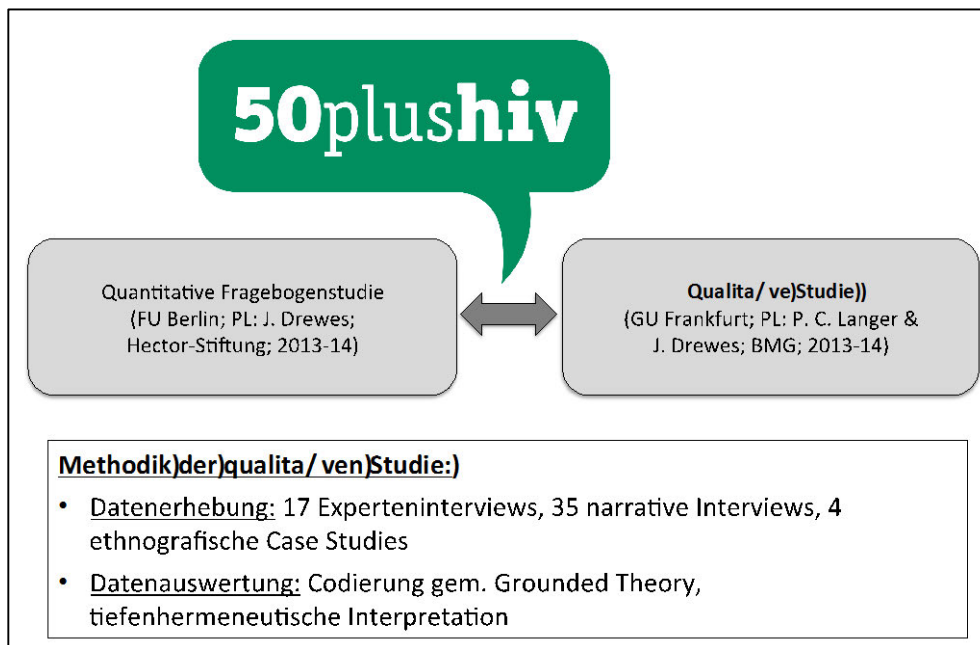 50plushiv
Quantitative Fragebogenstudie
(FU Berlin; PL: J. Drewes;
Hector-Stiftung; 2013-14)
Qualita/ ve)Studie))
(GU Frankfurt; PL: P. C. Langer &
J. Drewes; BMG; 2013-14)
Methodik)der)qualita/ ven)Studie:)
• Datenerhebung: 17 Experteninterviews, 35 narrative Interviews, 4
ethnografische Case Studies
• Datenauswertung: Codierung gem. Grounded Theory,
tiefenhermeneutische Interpretation